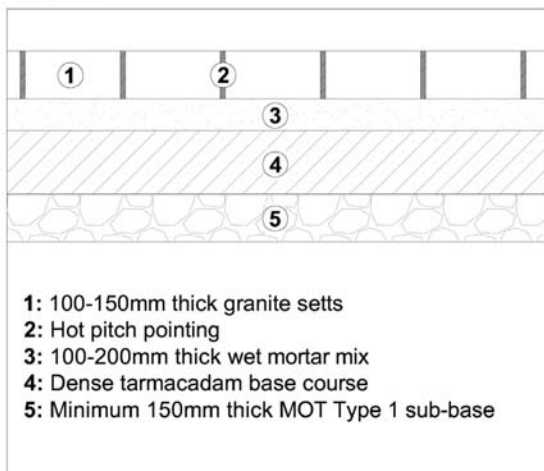 1
2
3
4
5
1: 100-150mm thick granite setts
2: Hot pitch pointing
3: 100-200mm thick wet mortar mix
4: Dense tarmacadam base course
5: Minimum 150mm thick MOT Type 1 sub-base